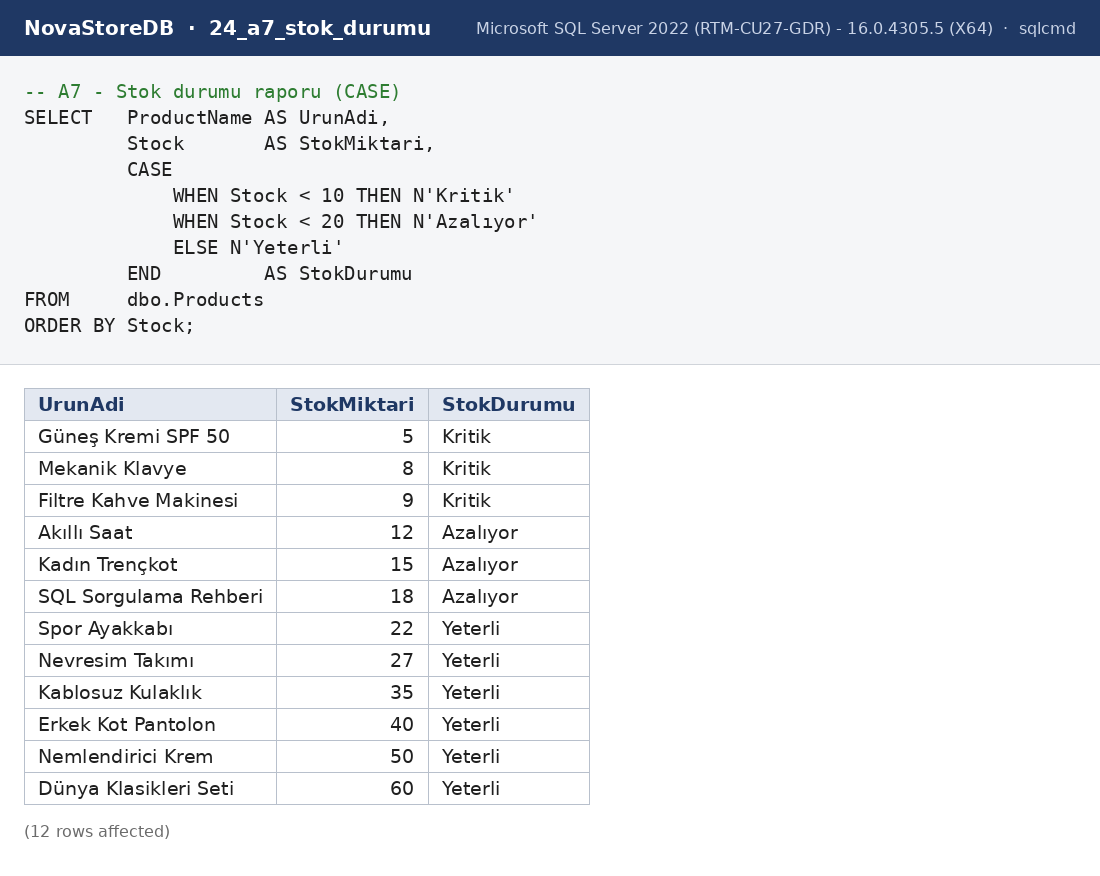 NovaStoreDB · 24_a7_stok_durumu
Microsoft SQL Server 2022 (RTM-CU27-GDR) - 16.0.4305.5 (X64) · sqlcmd
-- A7 - Stok durumu raporu (CASE)
SELECT   ProductName AS UrunAdi,
         Stock       AS StokMiktari,
         CASE
             WHEN Stock < 10 THEN N'Kritik'
             WHEN Stock < 20 THEN N'Azalıyor'
             ELSE N'Yeterli'
         END         AS StokDurumu
FROM     dbo.Products
ORDER BY Stock;
UrunAdi StokMiktari StokDurumu
Güneş Kremi SPF 50 5 Kritik
Mekanik Klavye 8 Kritik
Filtre Kahve Makinesi 9 Kritik
Akıllı Saat 12 Azalıyor
Kadın Trençkot 15 Azalıyor
SQL Sorgulama Rehberi 18 Azalıyor
Spor Ayakkabı 22 Yeterli
Nevresim Takımı 27 Yeterli
Kablosuz Kulaklık 35 Yeterli
Erkek Kot Pantolon 40 Yeterli
Nemlendirici Krem 50 Yeterli
Dünya Klasikleri Seti 60 Yeterli
(12 rows affected)